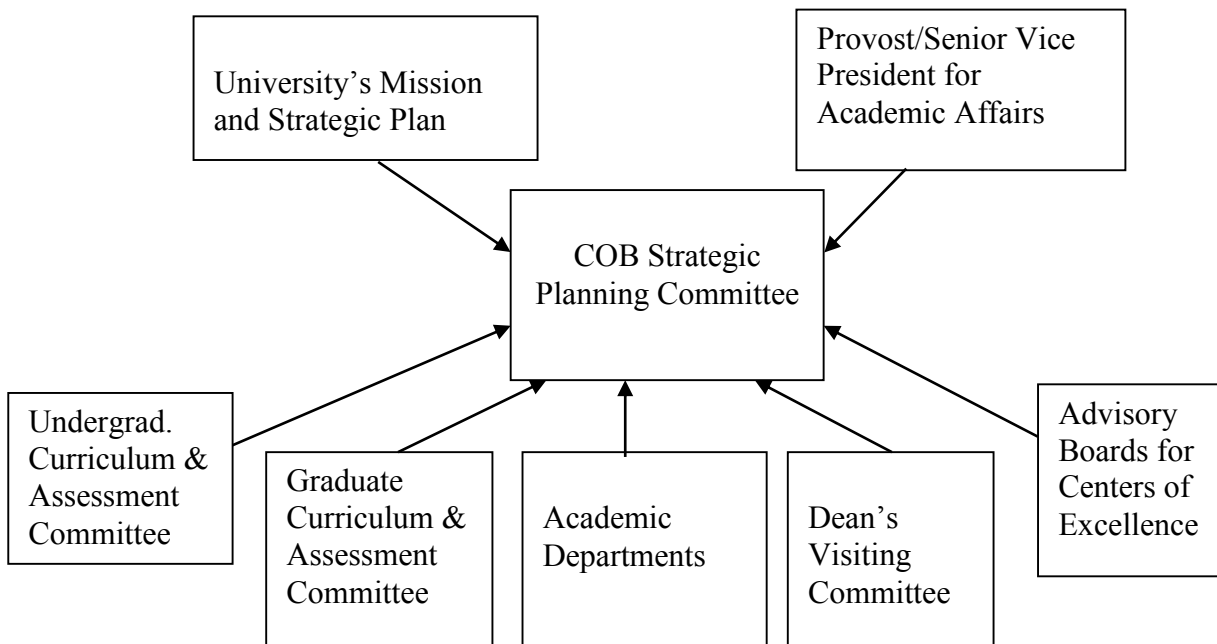 University’s Mission
and Strategic Plan
Provost/Senior Vice
President for
Academic Affairs
COB Strategic
Planning Committee
Undergrad.
Curriculum &
Assessment
Committee
Graduate
Curriculum &
Assessment
Committee
Academic
Departments
Dean’s
Visiting
Committee
Advisory
Boards for
Centers of
Excellence